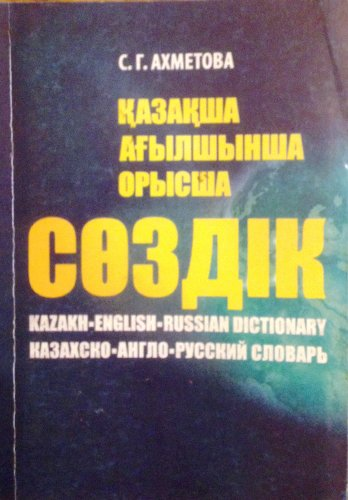 С. Г. АХМЕТОВА
ҚАЗАҚША
АҒЫЛШЫНША
ОРЫСША
СӨЗДІК
KAZAKH-ENGLISH-RUSSIAN DICTIONARY
КАЗАХСКО-АНГЛО-РУССКИЙ СЛОВАРЬ